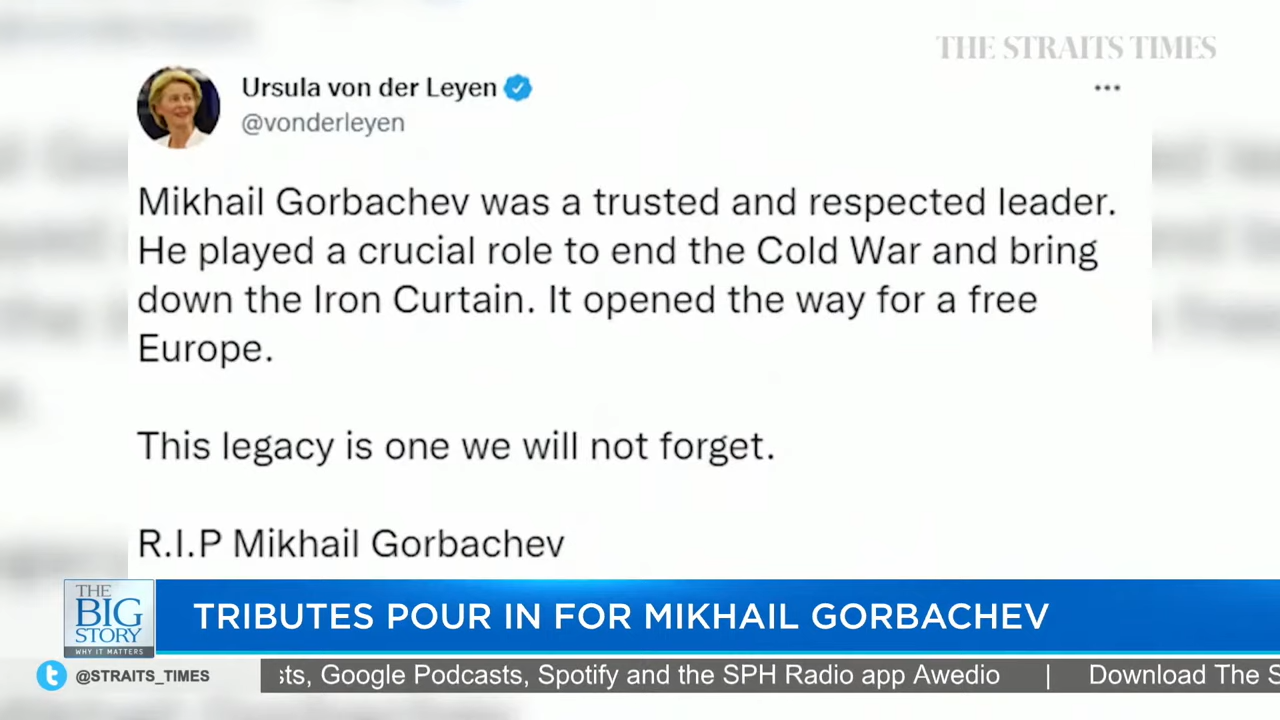 THE STRAITS TIMES
Ursula von der Leyen
@vonderleyen
Mikhail Gorbachev was a trusted and respected leader.
He played a crucial role to end the Cold War and bring
down the Iron Curtain. It opened the way for a free
Europe.
This legacy is one we will not forget.
R.I.P Mikhail Gorbachev
THE
BIG
STORY
WHY IT MATTERS
TRIBUTES POUR IN FOR MIKHAIL GORBACHEV
@STRAITS_TIMES
sts, Google Podcasts, Spotify and the SPH Radio app Awedio | Download The S